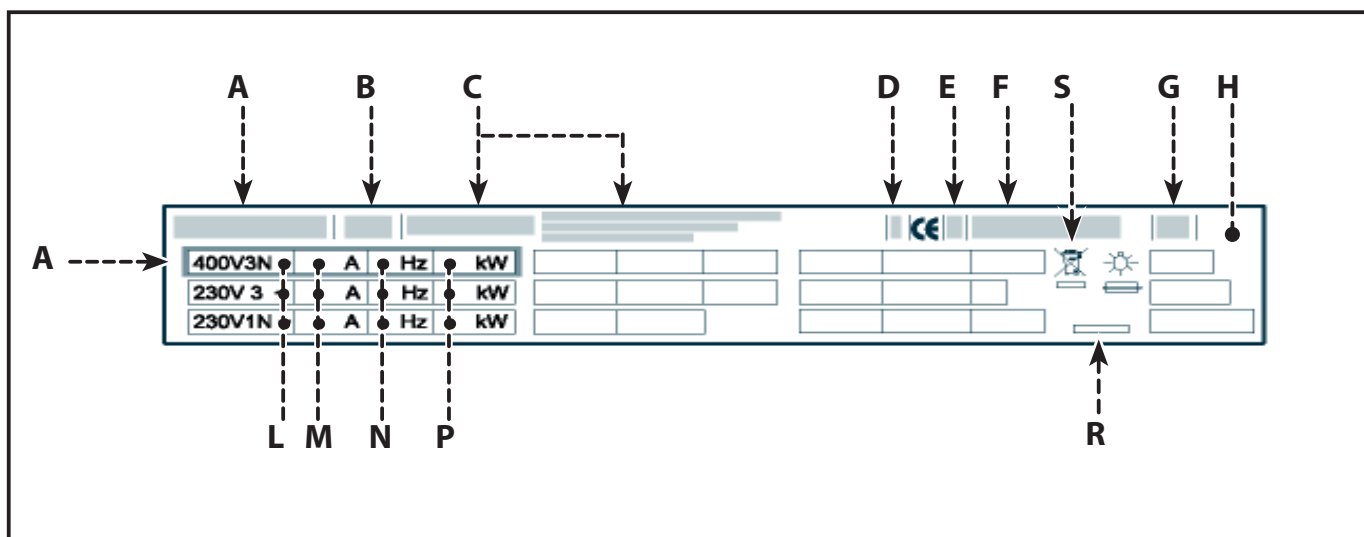 A B C D E F S G H
CE
A 400V3N A Hz kW
230V 3 A Hz kW
230V1N A Hz kW
L M N P R